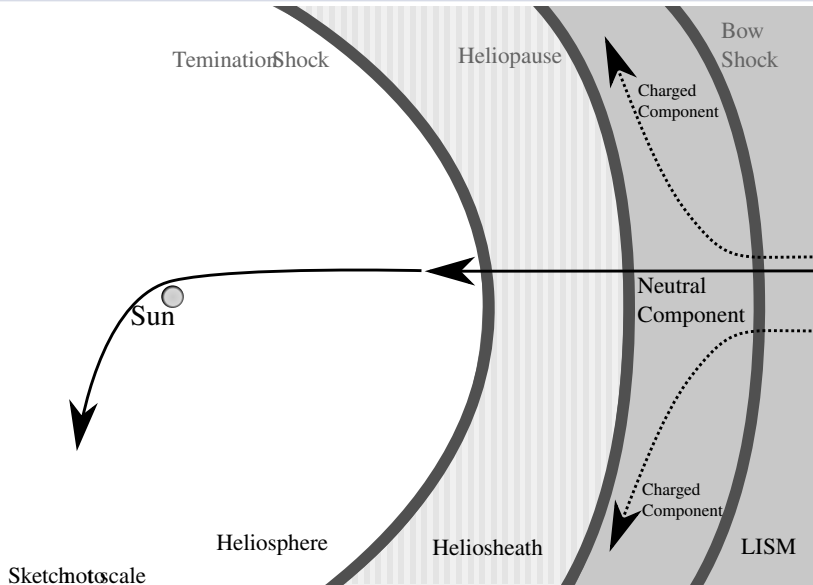 Bow
TeminationShock
Heliopause
Shock
Charged
Component
Neutral
Component
Sun
Charged
Component
Heliosphere
Heliosheath
LISM
Sketchnotoscale